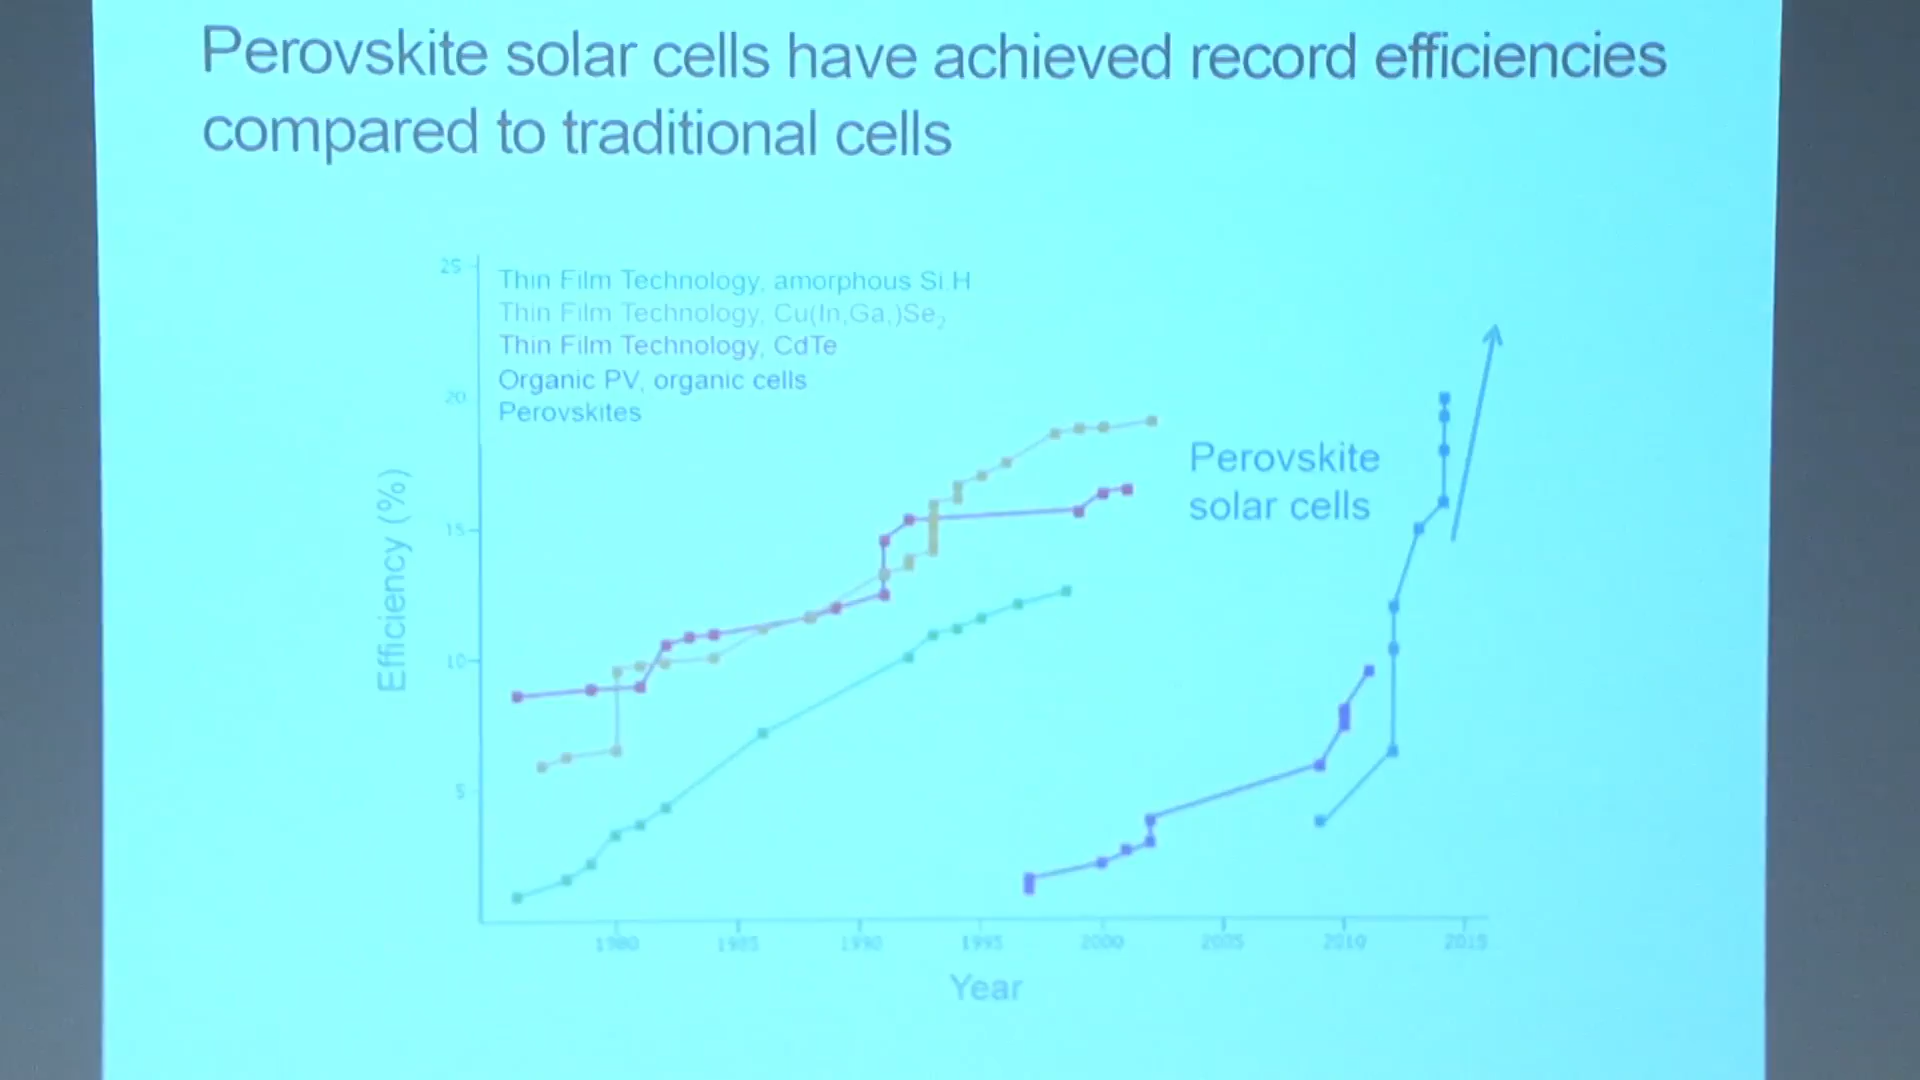 Perovskite solar cells have achieved record efficiencies
compared to traditional cells
25
Thin Film Technology, amorphous Si:H
Thin Film Technology, Cu(In,Ga,)Se₂
Thin Film Technology, CdTe
Organic PV, organic cells
Perovskites
20
Perovskite
solar cells
Efficiency (%)
15
10
5
1980 1985 1990 1995 2000 2005 2010 2015
Year